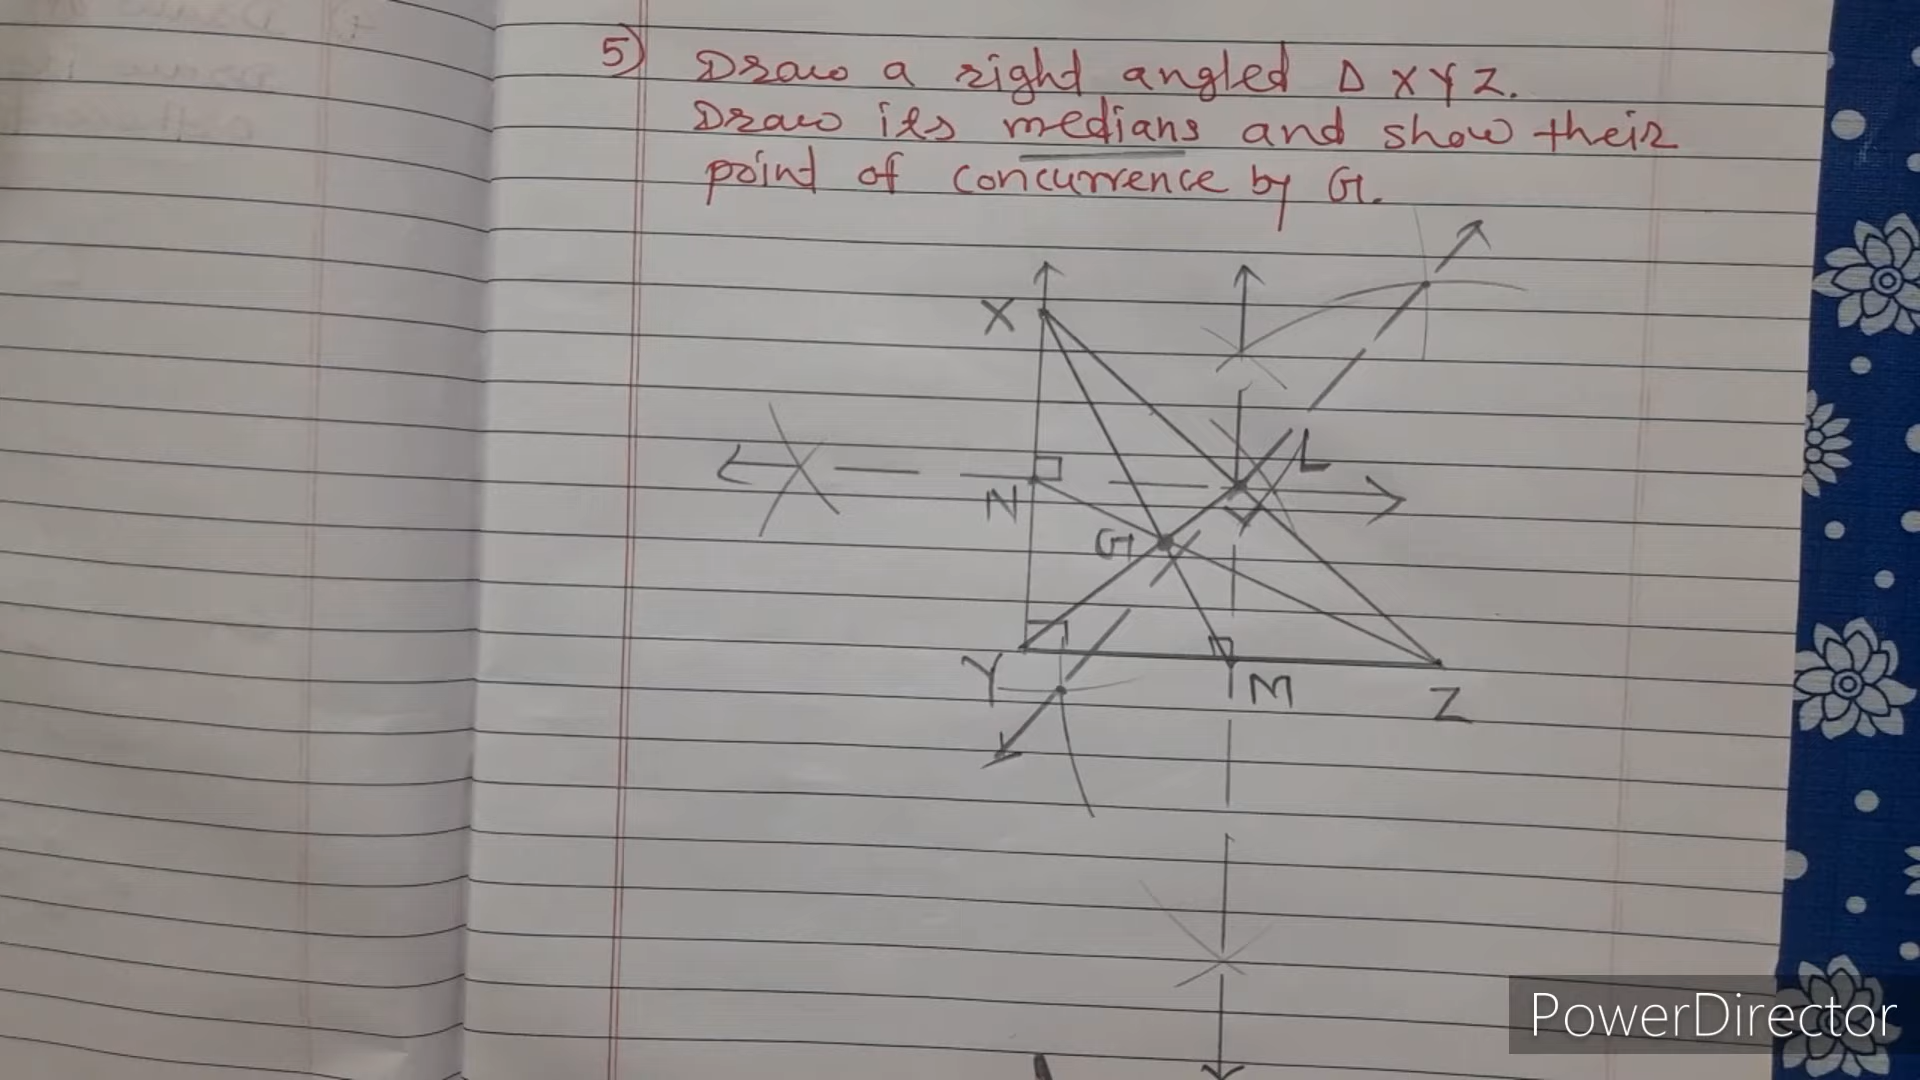 5) Draw a right angled Δ XYZ.
Draw its medians and show their
point of concurrence by G.
X
L
N
G
Y
M
Z
PowerDirector